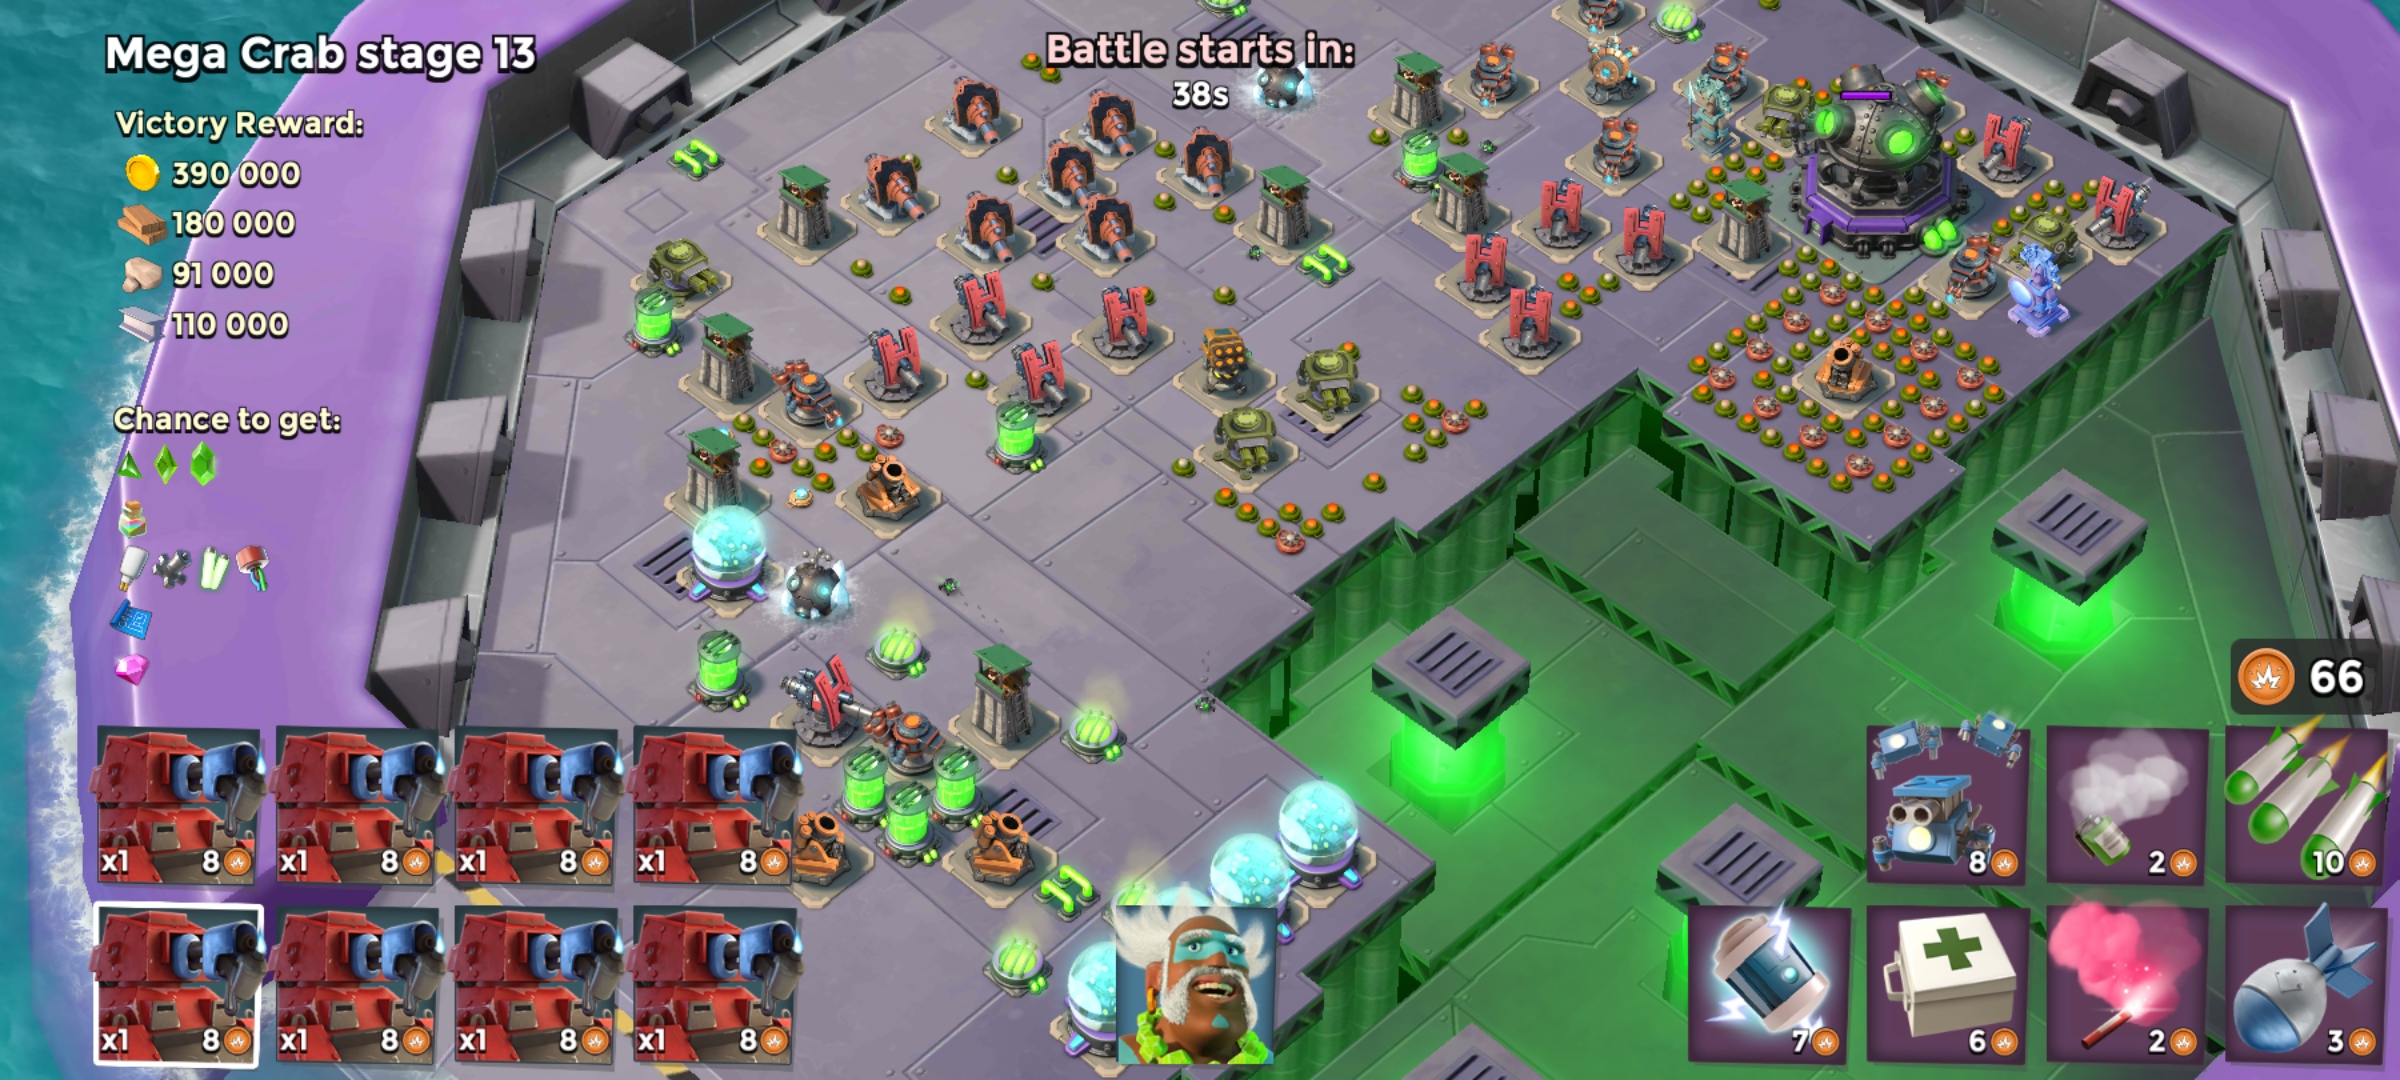 Mega Crab stage 13
Battle starts in:
38s
Victory Reward:
390 000
180 000
91 000
110 000
Chance to get:
66
x1 8
x1 8
x1 8
x1 8
8
2
10
x1 8
x1 8
x1 8
x1 8
7
6
2
3